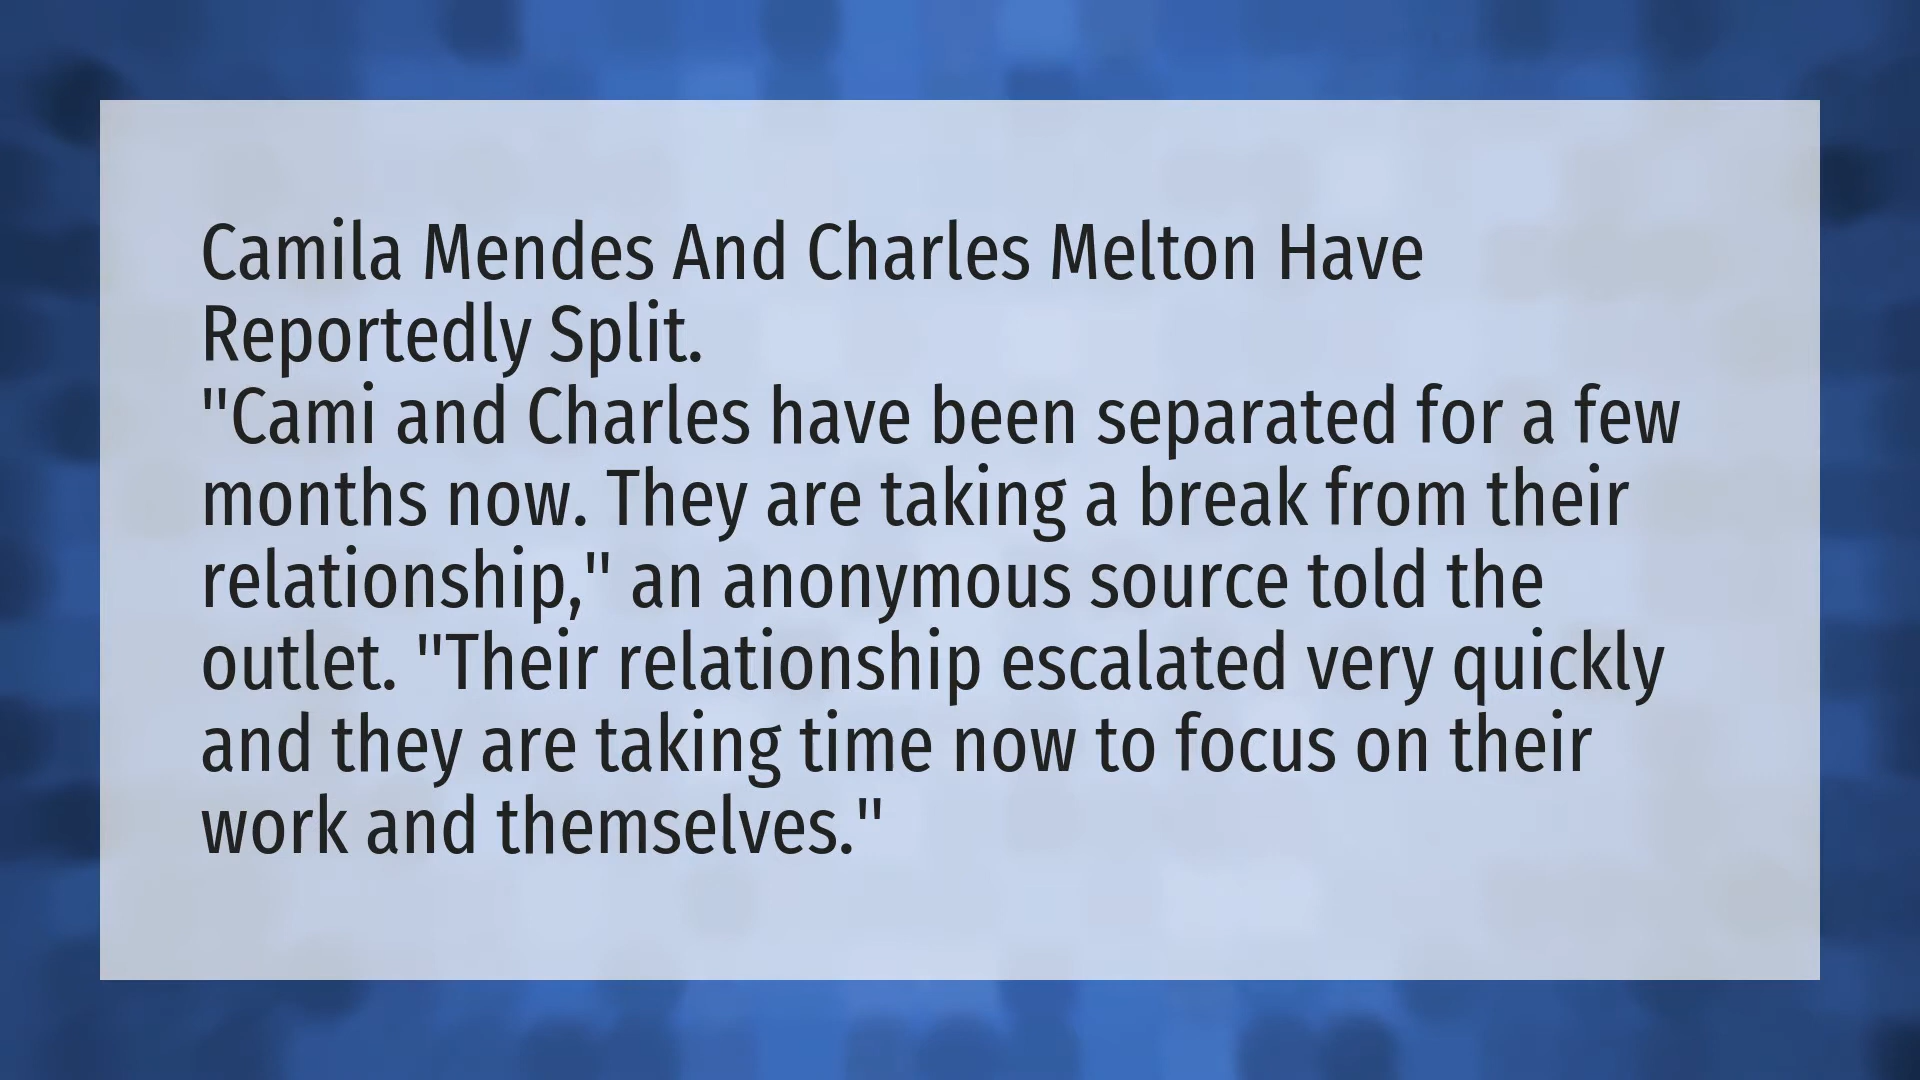 Camila Mendes And Charles Melton Have
Reportedly Split.
"Cami and Charles have been separated for a few
months now. They are taking a break from their
relationship," an anonymous source told the
outlet. "Their relationship escalated very quickly
and they are taking time now to focus on their
work and themselves."